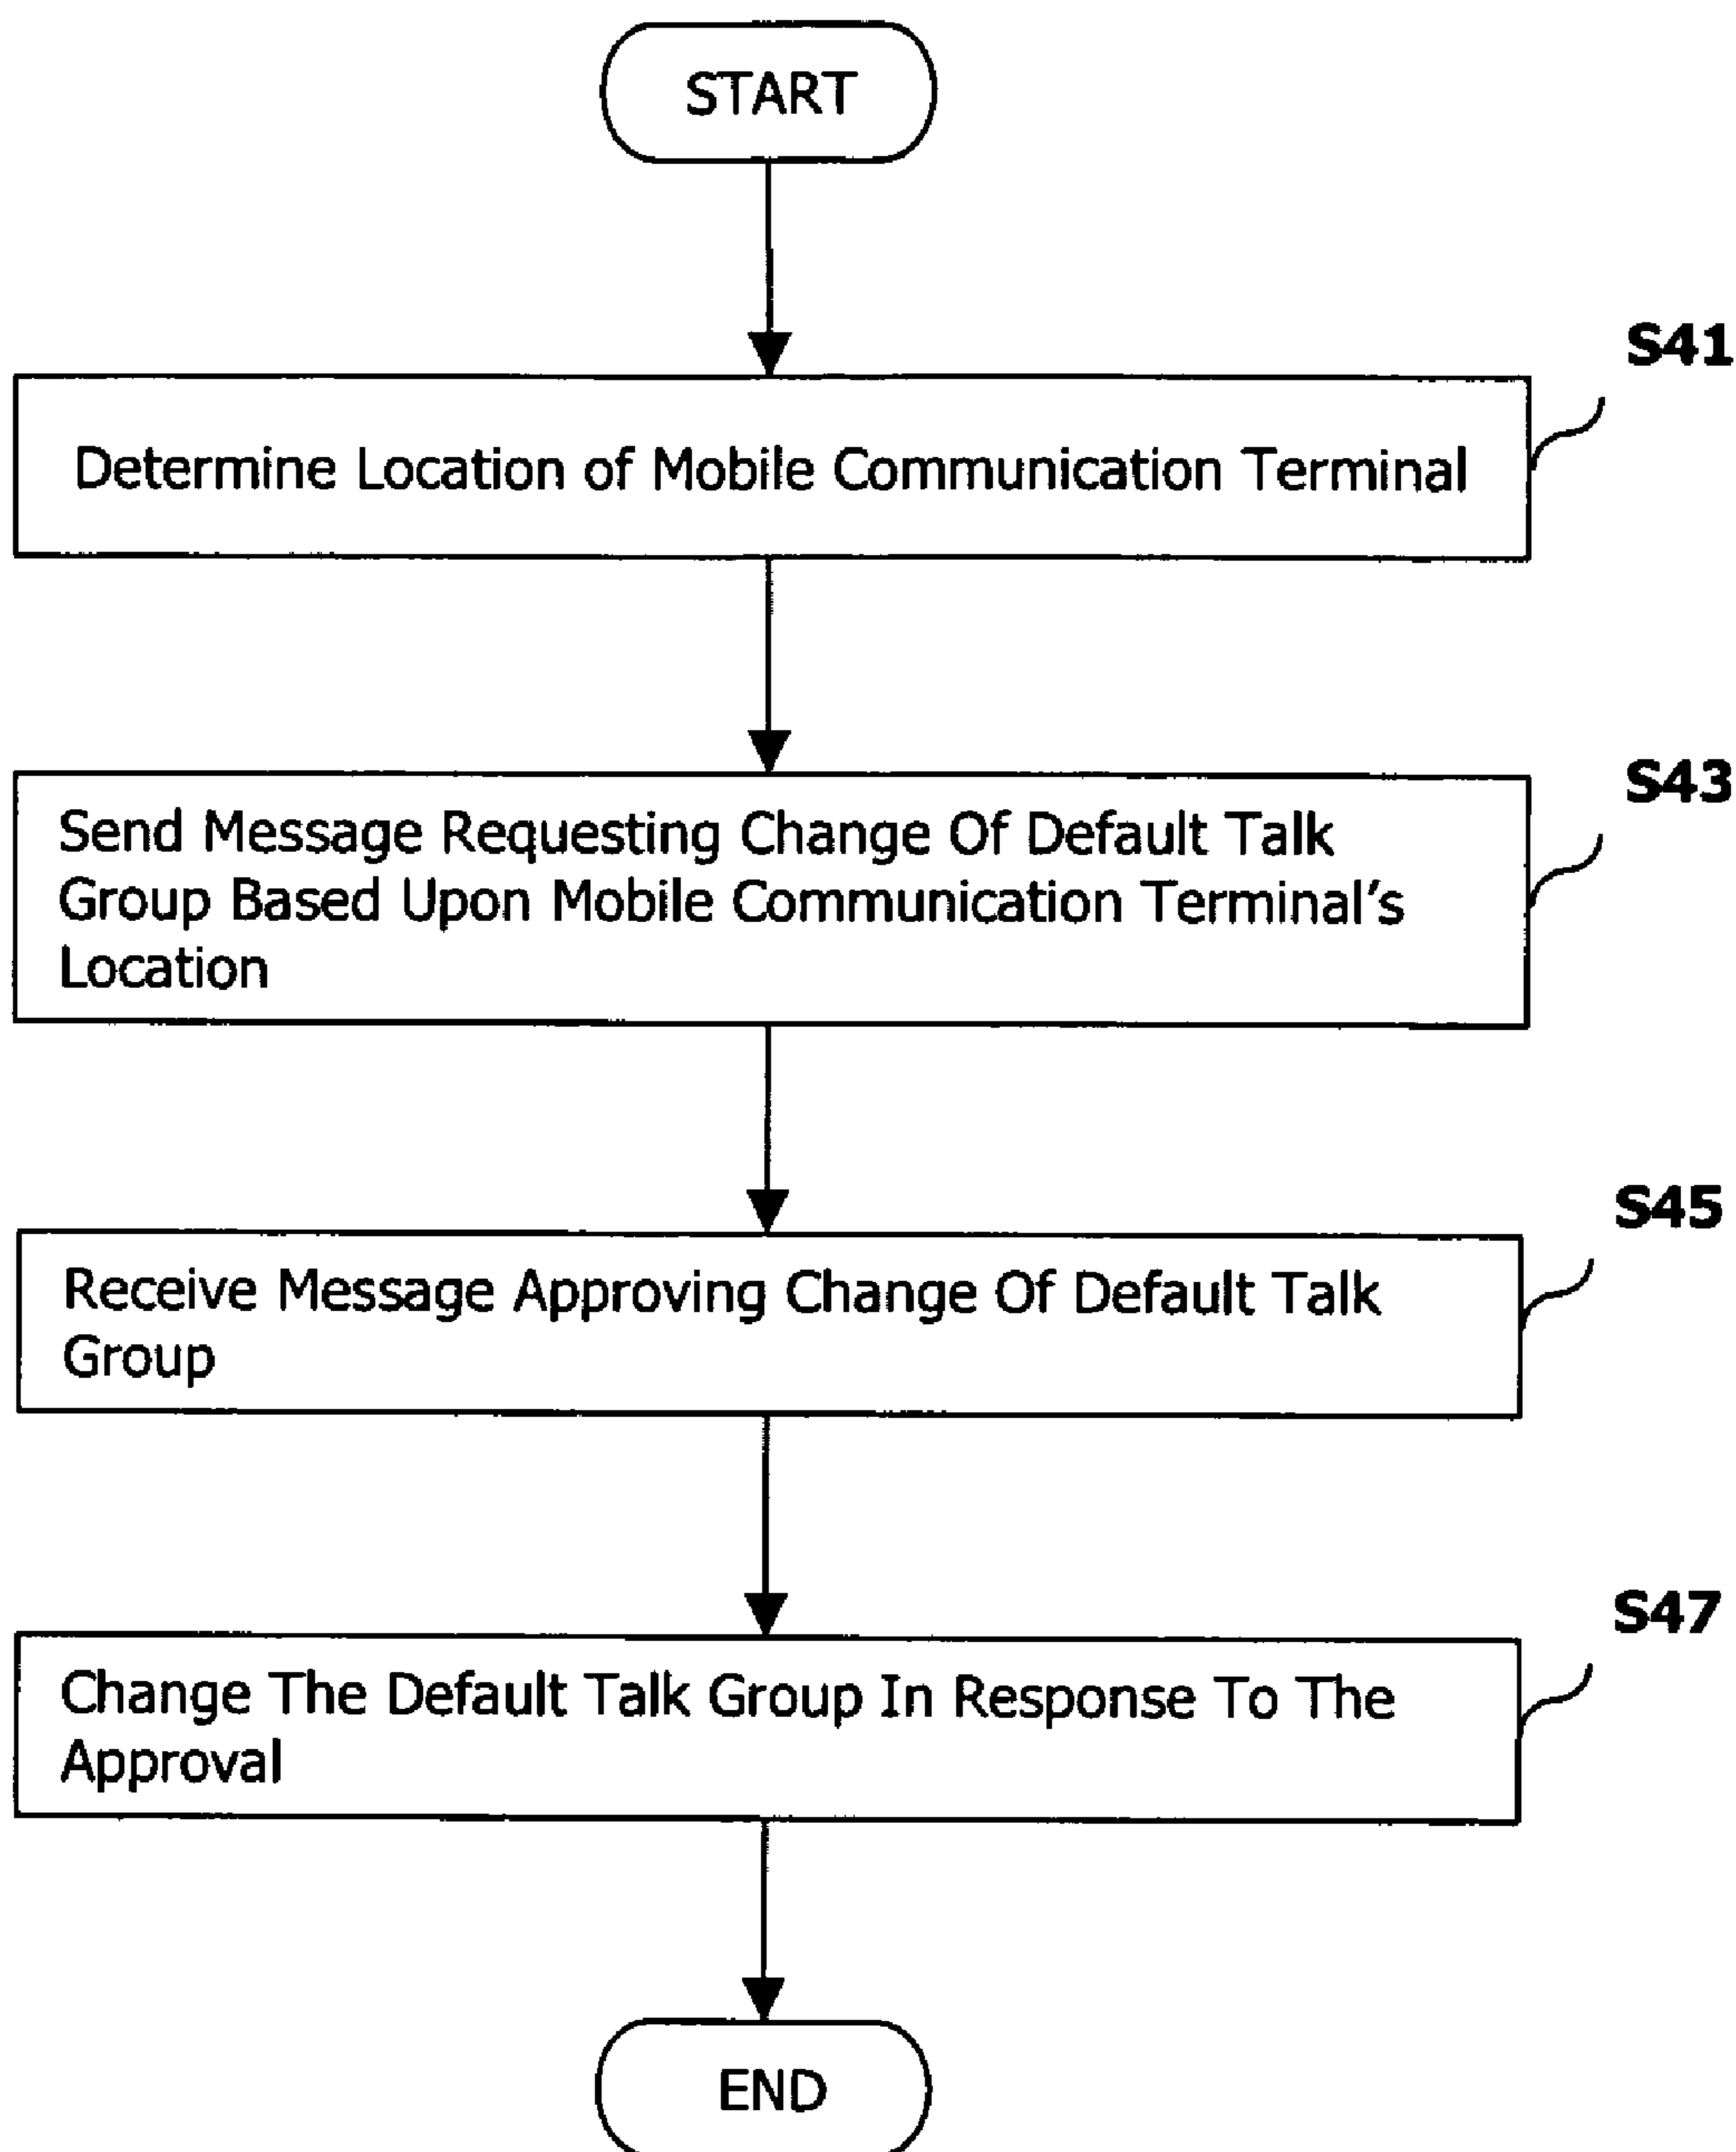 START
S41
Determine Location of Mobile Communication Terminal
S43
Send Message Requesting Change Of Default Talk
Group Based Upon Mobile Communication Terminal's
Location
S45
Receive Message Approving Change Of Default Talk
Group
S47
Change The Default Talk Group In Response To The
Approval
END